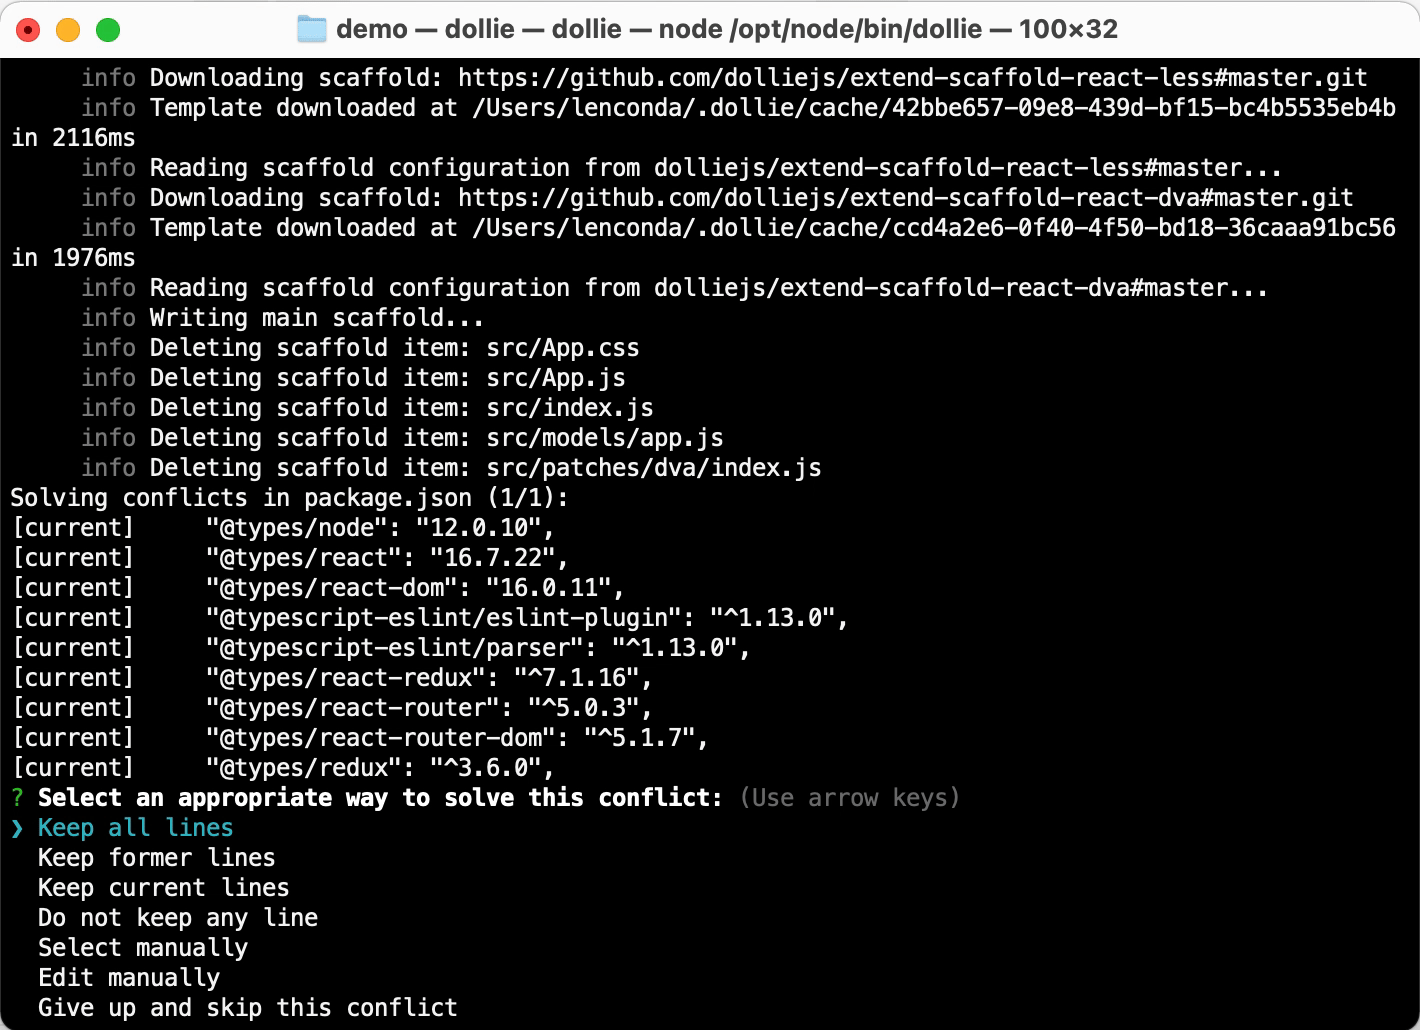 demo — dollie — dollie — node /opt/node/bin/dollie — 100×32
info Downloading scaffold: https://github.com/dolliejs/extend-scaffold-react-less#master.git
info Template downloaded at /Users/lenconda/.dollie/cache/42bbe657-09e8-439d-bf15-bc4b5535eb4b
in 2116ms
info Reading scaffold configuration from dolliejs/extend-scaffold-react-less#master...
info Downloading scaffold: https://github.com/dolliejs/extend-scaffold-react-dva#master.git
info Template downloaded at /Users/lenconda/.dollie/cache/ccd4a2e6-0f40-4f50-bd18-36caaa91bc56
in 1976ms
info Reading scaffold configuration from dolliejs/extend-scaffold-react-dva#master...
info Writing main scaffold...
info Deleting scaffold item: src/App.css
info Deleting scaffold item: src/App.js
info Deleting scaffold item: src/index.js
info Deleting scaffold item: src/models/app.js
info Deleting scaffold item: src/patches/dva/index.js
Solving conflicts in package.json (1/1):
[current]     "@types/node": "12.0.10",
[current]     "@types/react": "16.7.22",
[current]     "@types/react-dom": "16.0.11",
[current]     "@typescript-eslint/eslint-plugin": "^1.13.0",
[current]     "@typescript-eslint/parser": "^1.13.0",
[current]     "@types/react-redux": "^7.1.16",
[current]     "@types/react-router": "^5.0.3",
[current]     "@types/react-router-dom": "^5.1.7",
[current]     "@types/redux": "^3.6.0",
? Select an appropriate way to solve this conflict: (Use arrow keys)
❯ Keep all lines
Keep former lines
Keep current lines
Do not keep any line
Select manually
Edit manually
Give up and skip this conflict